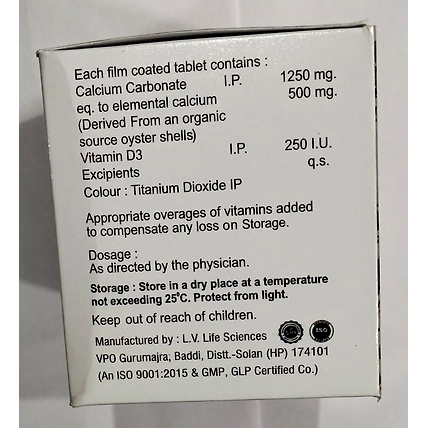 Each film coated tablet contains :
Calcium Carbonate I.P. 1250 mg.
eq. to elemental calcium 500 mg.
(Derived From an organic
source oyster shells)
Vitamin D3 I.P. 250 I.U.
Excipients q.s.
Colour : Titanium Dioxide IP
Appropriate overages of vitamins added
to compensate any loss on Storage.
Dosage :
As directed by the physician.
Storage : Store in a dry place at a temperature
not exceeding 25°C. Protect from light.
Keep out of reach of children.
Manufactured by : L.V. Life Sciences
ISO
VPO Gurumajra, Baddi, Distt.-Solan (HP) 174101
(An ISO 9001:2015 & GMP, GLP Certified Co.)